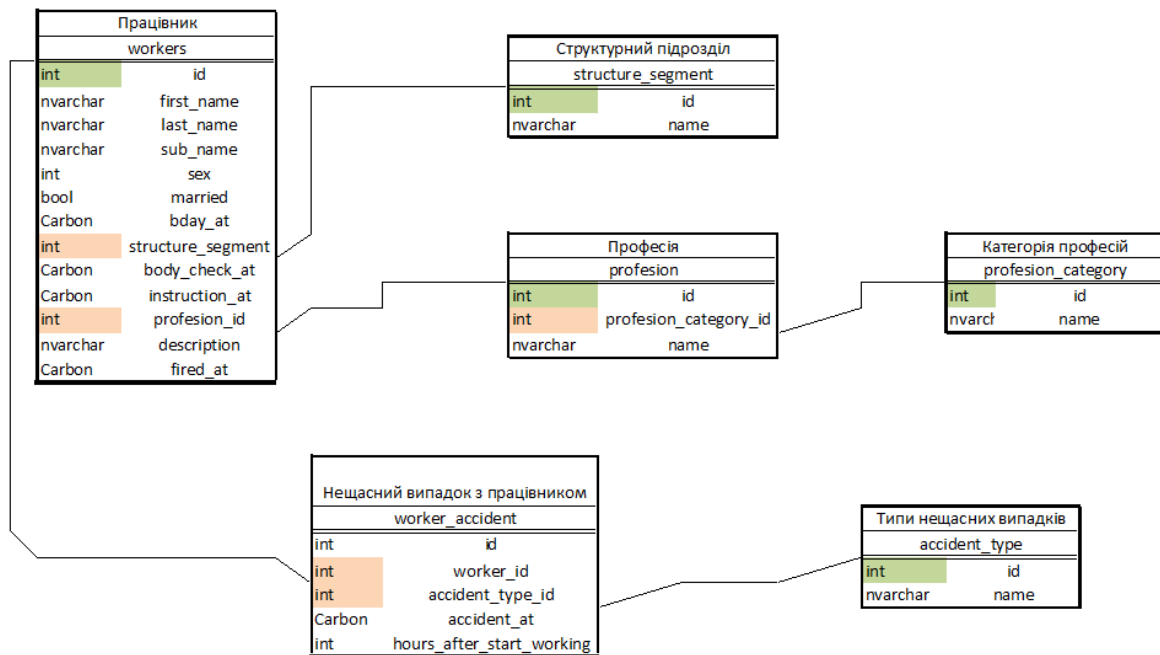 Працівник
workers
int id
nvarchar first_name
nvarchar last_name
nvarchar sub_name
int sex
bool married
Carbon bday_at
int structure_segment
Carbon body_check_at
Carbon instruction_at
int profesion_id
nvarchar description
Carbon fired_at
Структурний підрозділ
structure_segment
int id
nvarchar name
Професія
profesion
int id
int profesion_category_id
nvarchar name
Категорія професій
profesion_category
int id
nvarch name
Нещасний випадок з працівником
worker_accident
int id
int worker_id
int accident_type_id
Carbon accident_at
int hours_after_start_working
Типи нещасних випадків
accident_type
int id
nvarchar name